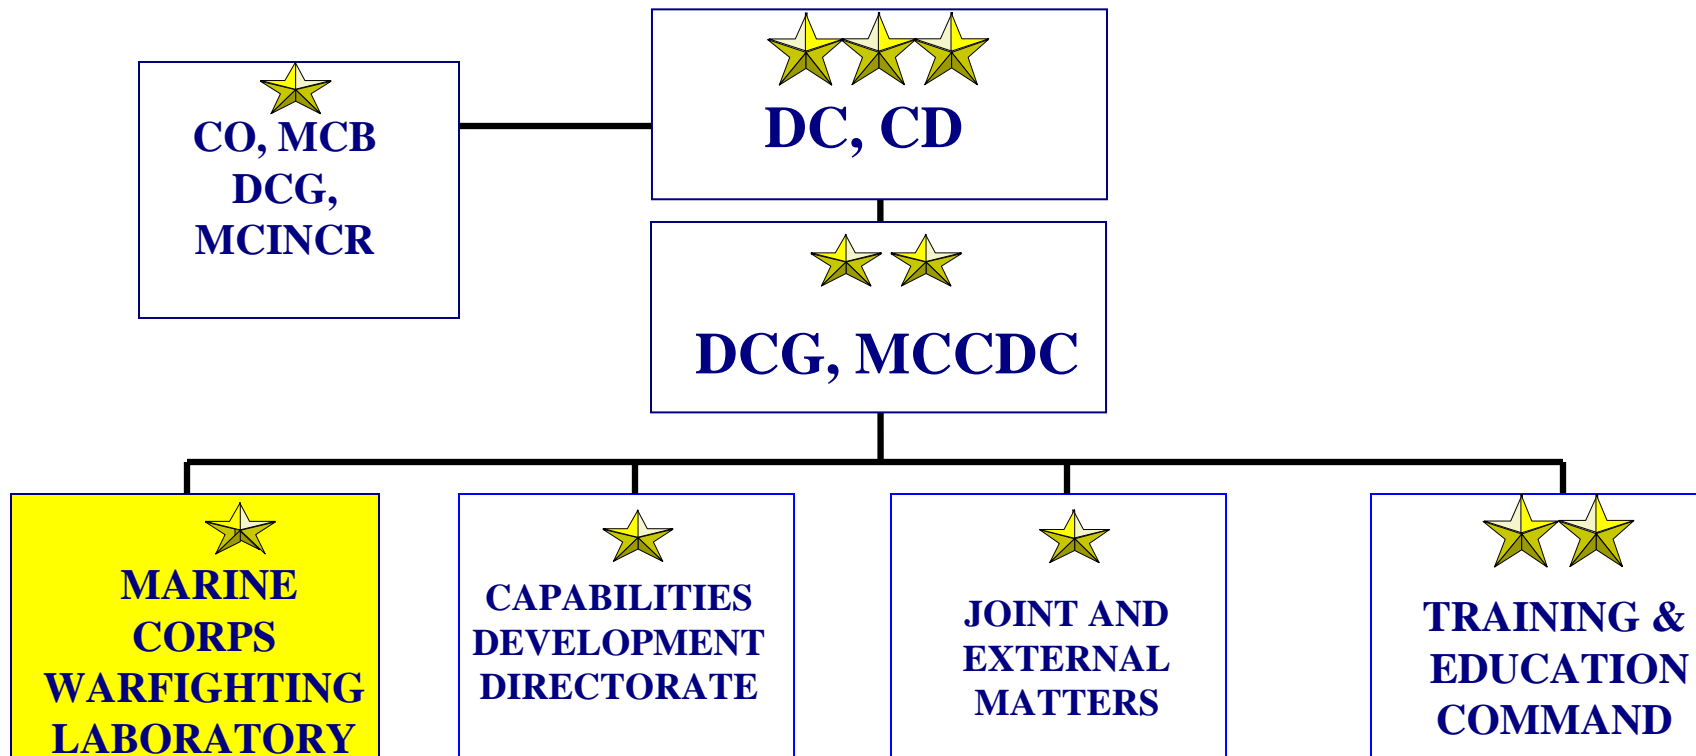 DC, CD
CO, MCB
DCG,
MCINCR
DCG, MCCDC
MARINE
CORPS
WARFIGHTING
LABORATORY
CAPABILITIES
DEVELOPMENT
DIRECTORATE
JOINT AND
EXTERNAL
MATTERS
TRAINING &
EDUCATION
COMMAND